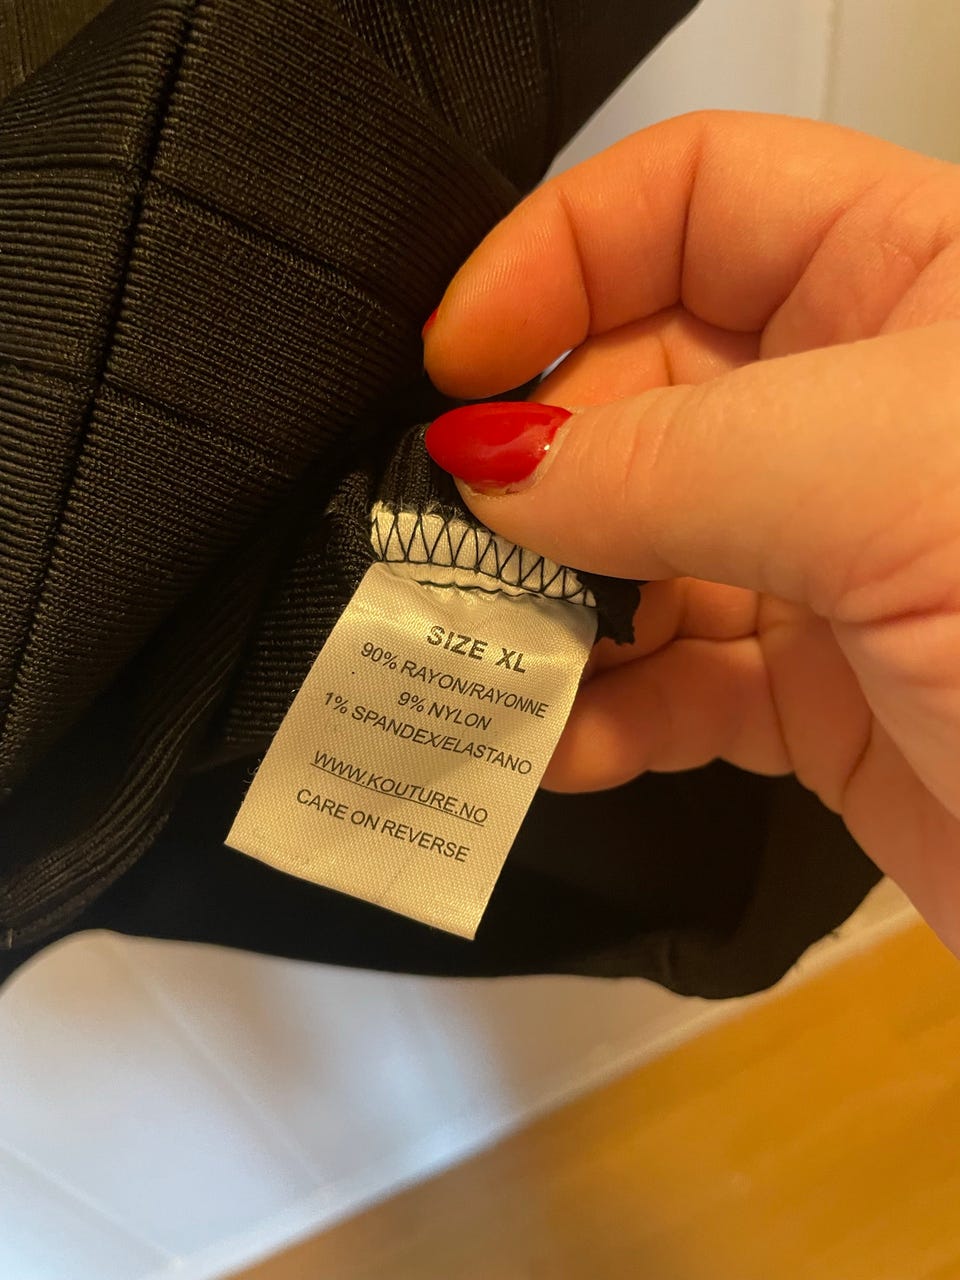 SIZE XL
90% RAYON/RAYONNE
9% NYLON
1% SPANDEX/ELASTANO
WWW.KOUTURE.NO
CARE ON REVERSE